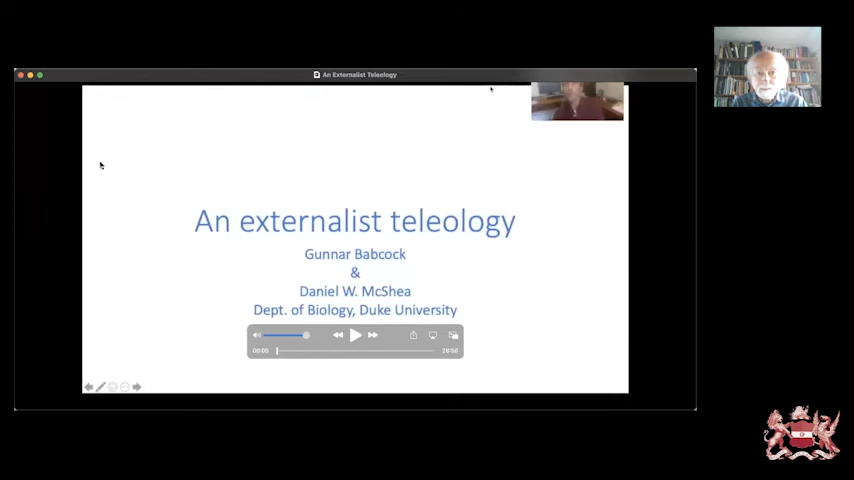 An Externalist Teleology
An externalist teleology
Gunnar Babcock
&
Daniel W. McShea
Dept. of Biology, Duke University
00:00
28:56